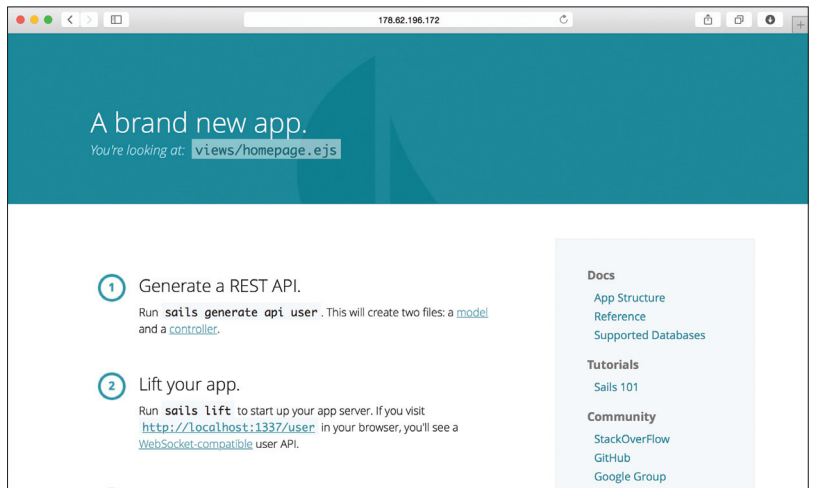 178.62.196.172
A brand new app.
You're looking at: views/homepage.ejs
1
Generate a REST API.
Run sails generate api user . This will create two files: a model
and a controller.
2
Lift your app.
Run sails lift to start up your app server. If you visit
http://localhost:1337/user in your browser, you'll see a
WebSocket-compatible user API.
Docs
App Structure
Reference
Supported Databases
Tutorials
Sails 101
Community
StackOverFlow
GitHub
Google Group